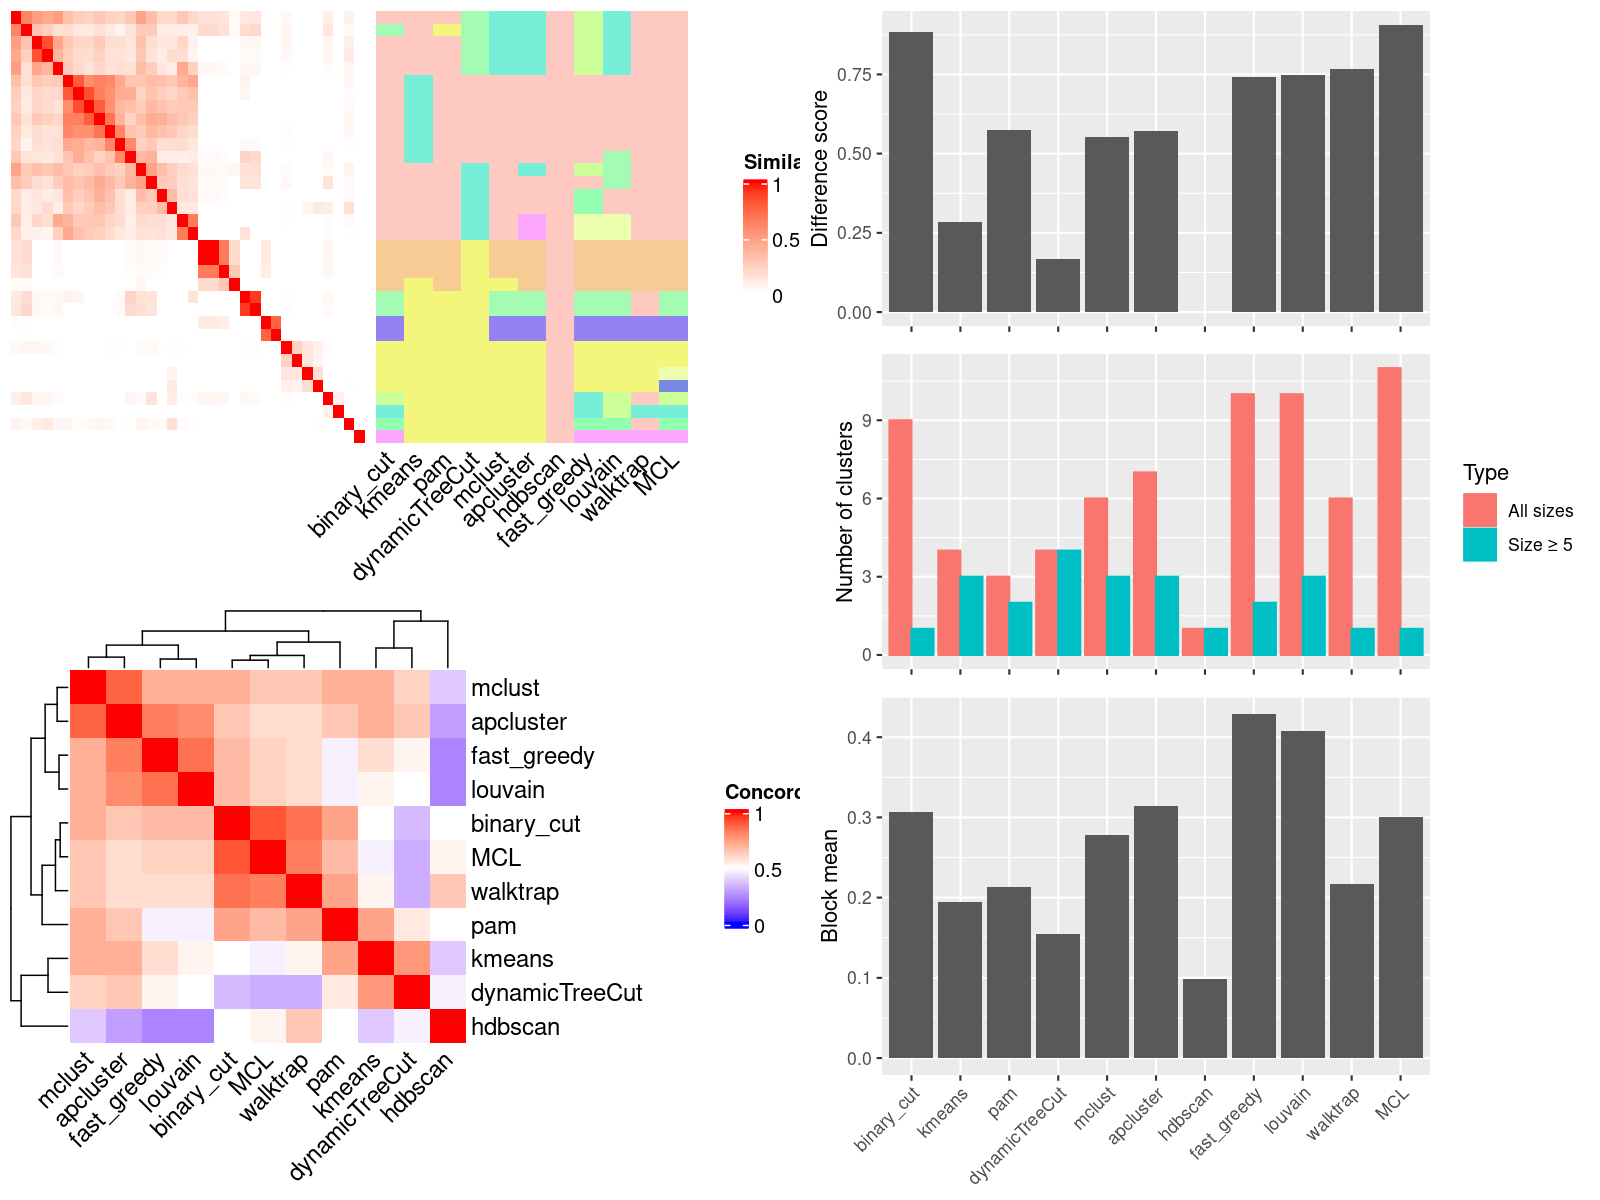 Simila
1
0.5
0
binary_cut
kmeans
pam
dynamicTreeCut
mclust
apcluster
hdbscan
fast_greedy
louvain
walktrap
MCL
mclust
apcluster
fast_greedy
louvain
binary_cut
MCL
walktrap
pam
kmeans
dynamicTreeCut
hdbscan
mclust
apcluster
fast_greedy
louvain
binary_cut
MCL
walktrap
pam
kmeans
dynamicTreeCut
hdbscan
Concord
1
0.5
0
Difference score
0.75
0.50
0.25
0.00
Number of clusters
9
6
3
0
Type
All sizes
Size ≥ 5
Block mean
0.4
0.3
0.2
0.1
0.0
binary_cut
kmeans
pam
dynamicTreeCut
mclust
apcluster
hdbscan
fast_greedy
louvain
walktrap
MCL